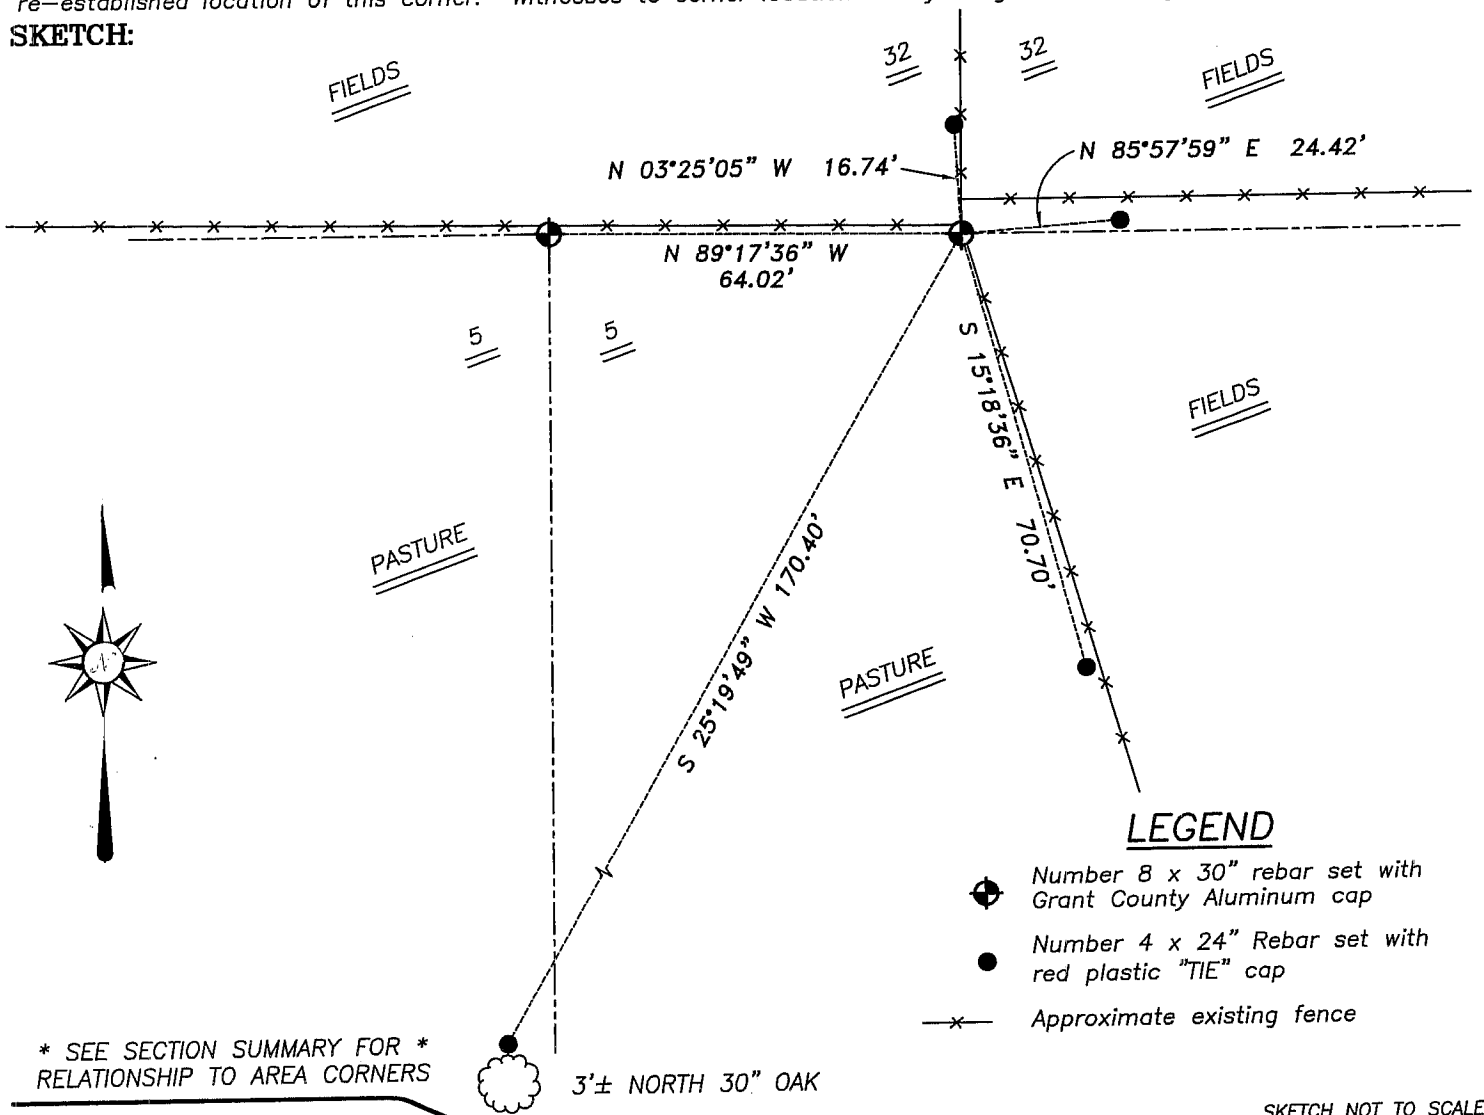 re-established location of this corner.
SKETCH:
FIELDS
32
32
FIELDS
N 03°25'05" W 16.74'
N 85°57'59" E 24.42'
N 89°17'36" W
64.02'
5
5
S 15°18'36" E 70.70'
FIELDS
PASTURE
S 25°19'49" W 170.40'
PASTURE
N
LEGEND
Number 8 x 30" rebar set with
Grant County Aluminum cap
Number 4 x 24" Rebar set with
red plastic "TIE" cap
Approximate existing fence
* SEE SECTION SUMMARY FOR *
RELATIONSHIP TO AREA CORNERS
3'± NORTH 30" OAK
SKETCH NOT TO SCALE